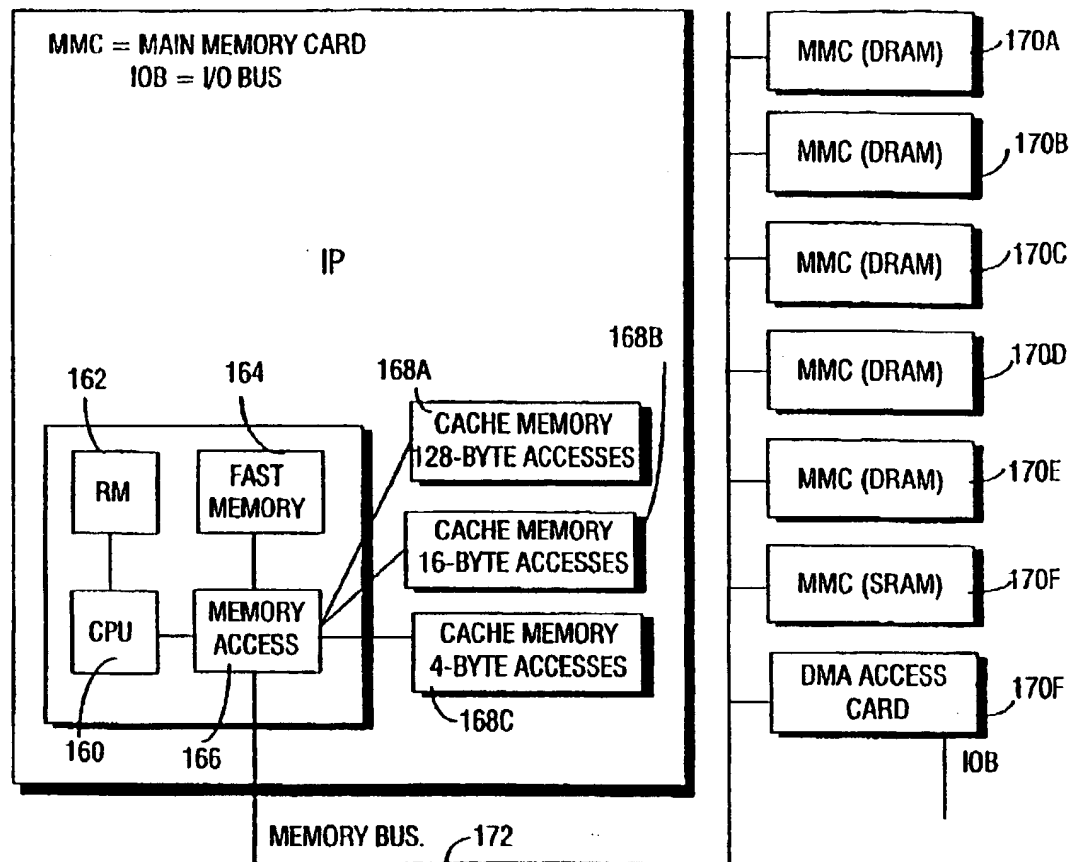 MMC = MAIN MEMORY CARD
IOB = I/O BUS
IP
162
164
168A
168B
RM
FAST
MEMORY
CPU
MEMORY
ACCESS
160
166
CACHE MEMORY
128-BYTE ACCESSES
CACHE MEMORY
16-BYTE ACCESSES
CACHE MEMORY
4-BYTE ACCESSES
168C
MEMORY BUS.
172
MMC (DRAM)
170A
MMC (DRAM)
170B
MMC (DRAM)
170C
MMC (DRAM)
170D
MMC (DRAM)
170E
MMC (SRAM)
170F
DMA ACCESS
CARD
170F
IOB